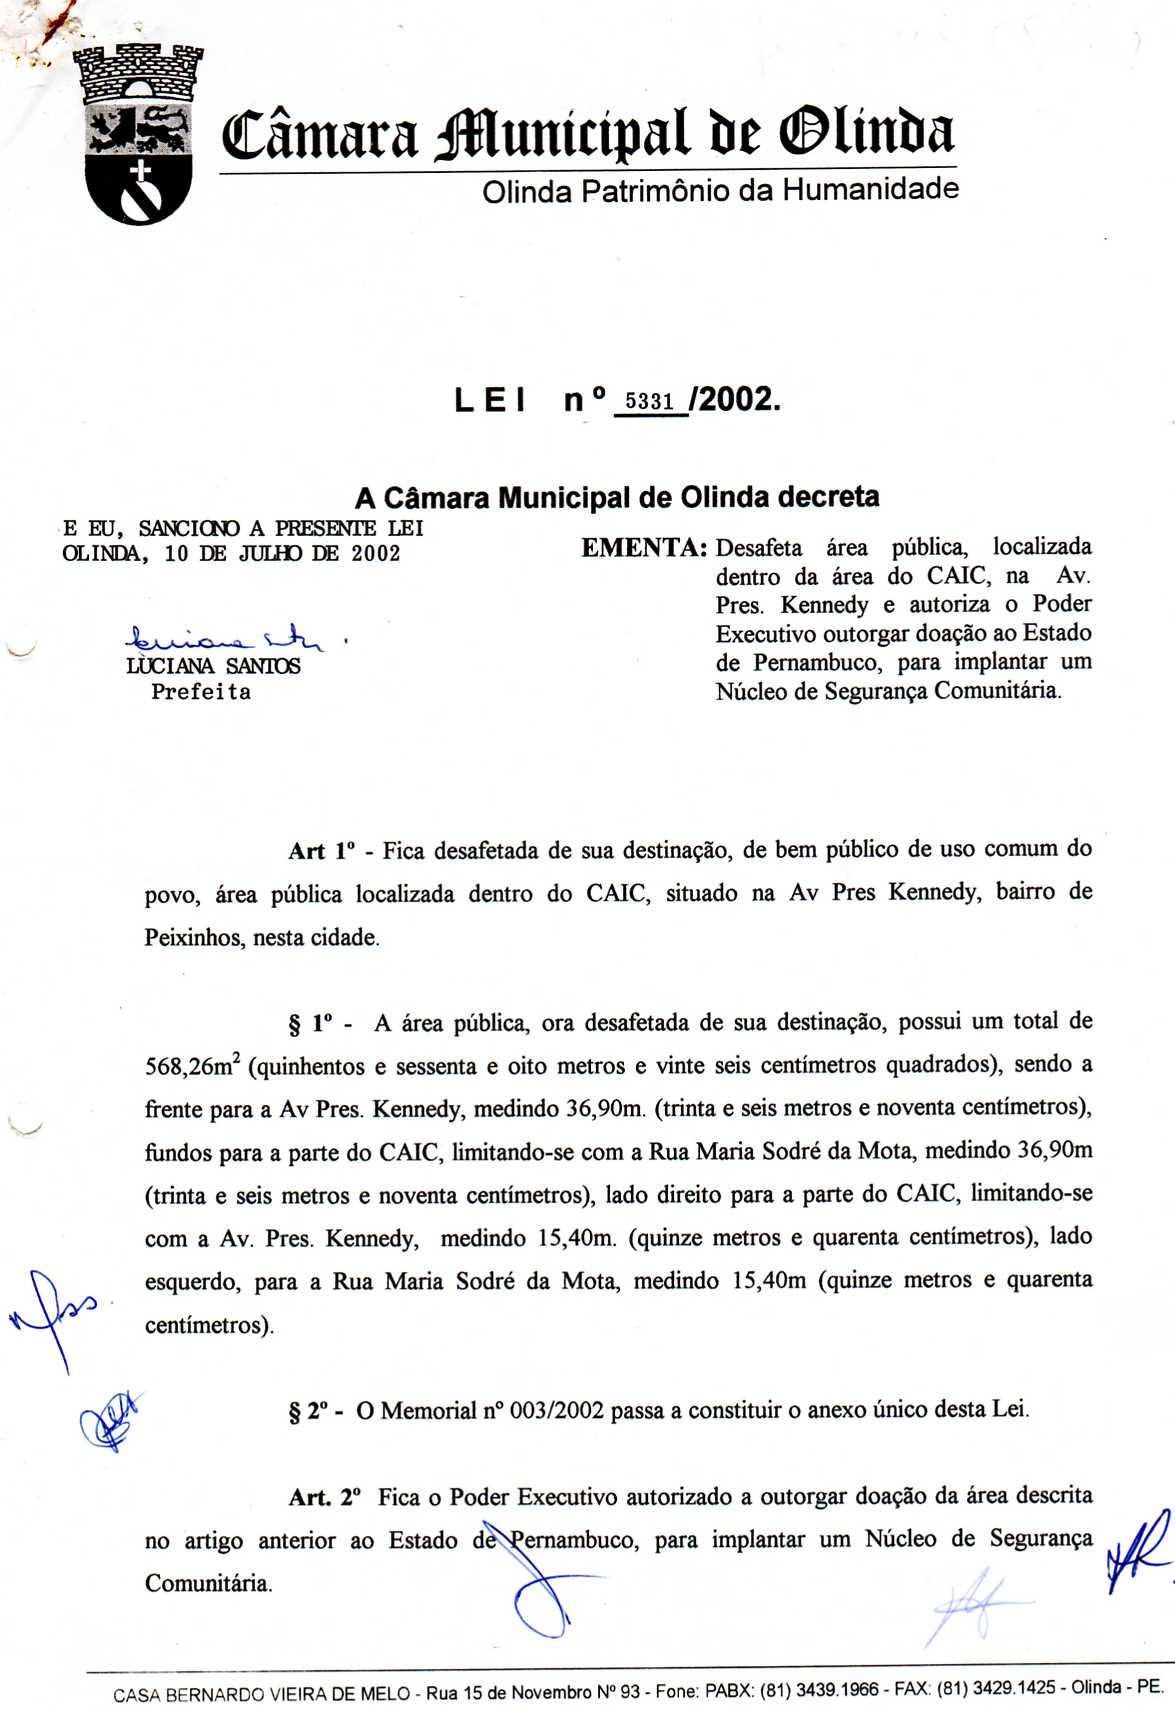 Câmara Municipal de Olinda
Olinda Patrimônio da Humanidade
LEI nº 5331/2002.
A Câmara Municipal de Olinda decreta
E EU, SANCIONO A PRESENTE LEI
OLINDA, 10 DE JULHO DE 2002
LUCIANA SANTOS
Prefeita
EMENTA: Desafeta área pública, localizada
dentro da área do CAIC, na Av.
Pres. Kennedy e autoriza o Poder
Executivo outorgar doação ao Estado
de Pernambuco, para implantar um
Núcleo de Segurança Comunitária.
Art 1º - Fica desafetada de sua destinação, de bem público de uso comum do
povo, área pública localizada dentro do CAIC, situado na Av Pres Kennedy, bairro de
Peixinhos, nesta cidade.
§ 1º - A área pública, ora desafetada de sua destinação, possui um total de
568,26m² (quinhentos e sessenta e oito metros e vinte seis centímetros quadrados), sendo a
frente para a Av Pres. Kennedy, medindo 36,90m. (trinta e seis metros e noventa centímetros),
fundos para a parte do CAIC, limitando-se com a Rua Maria Sodré da Mota, medindo 36,90m
(trinta e seis metros e noventa centímetros), lado direito para a parte do CAIC, limitando-se
com a Av. Pres. Kennedy, medindo 15,40m. (quinze metros e quarenta centímetros), lado
esquerdo, para a Rua Maria Sodré da Mota, medindo 15,40m (quinze metros e quarenta
centímetros).
§ 2º - O Memorial nº 003/2002 passa a constituir o anexo único desta Lei.
Art. 2º Fica o Poder Executivo autorizado a outorgar doação da área descrita
no artigo anterior ao Estado de Pernambuco, para implantar um Núcleo de Segurança
Comunitária.
CASA BERNARDO VIEIRA DE MELO - Rua 15 de Novembro Nº 93 - Fone: PABX: (81) 3439.1966 - FAX: (81) 3429.1425 - Olinda - PE.